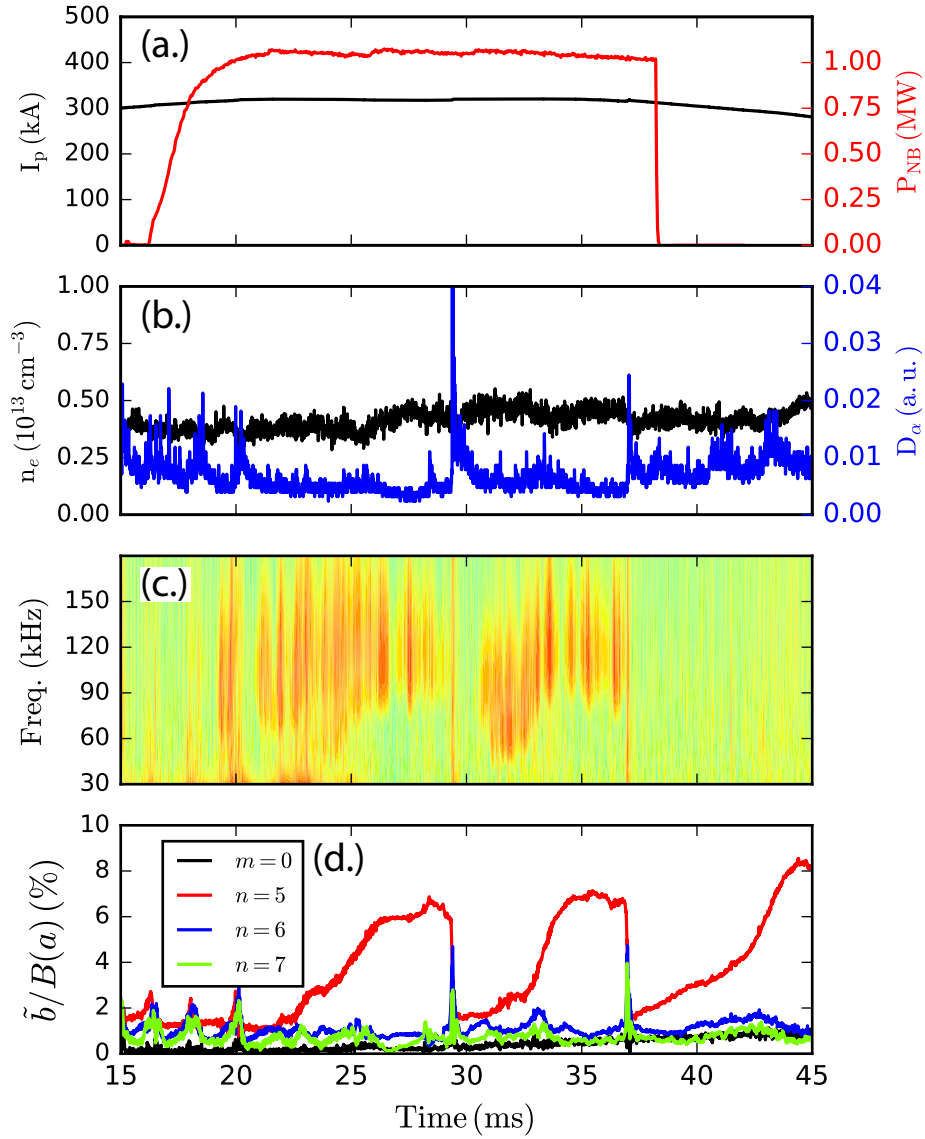 (a.)
500
400
300
200
100
0
I_p (kA)
1.00
0.75
0.50
0.25
0.00
P_NB (MW)
(b.)
1.00
0.75
0.50
0.25
0.00
n_e (10^13 cm^−3)
0.04
0.03
0.02
0.01
0.00
D_α (a. u.)
(c.)
150
120
90
60
30
Freq. (kHz)
(d.)
10
8
6
4
2
0
b̃/B(a) (%)
m = 0
n = 5
n = 6
n = 7
15 20 25 30 35 40 45
Time (ms)